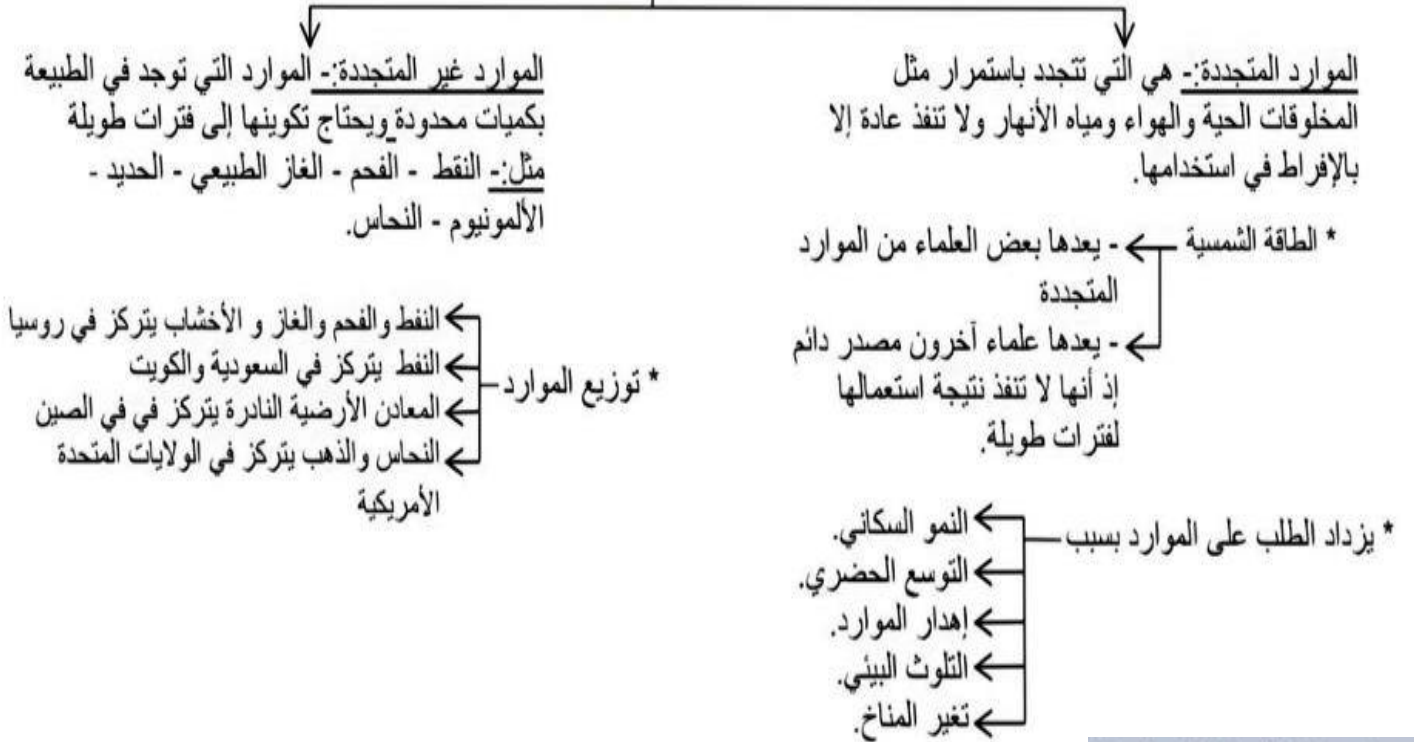 الموارد المتجددة:- هي التي تتجدد باستمرار مثل
المخلوقات الحية والهواء ومياه الأنهار ولا تنفذ عادة إلا
بالإفراط في استخدامها.
* الطاقة الشمسية
- يعدها بعض العلماء من الموارد
المتجددة
- يعدها علماء آخرون مصدر دائم
إذ أنها لا تنفذ نتيجة استعمالها
لفترات طويلة.
* يزداد الطلب على الموارد بسبب
النمو السكاني.
التوسع الحضري.
إهدار الموارد.
التلوث البيئي.
تغير المناخ.
الموارد غير المتجددة:- الموارد التي توجد في الطبيعة
بكميات محدودة ويحتاج تكوينها إلى فترات طويلة
مثل:- النفط - الفحم - الغاز الطبيعي - الحديد -
الألمونيوم - النحاس.
* توزيع الموارد
النفط والفحم والغاز و الأخشاب يتركز في روسيا
النفط يتركز في السعودية والكويت
المعادن الأرضية النادرة يتركز في في الصين
النحاس والذهب يتركز في الولايات المتحدة
الأمريكية